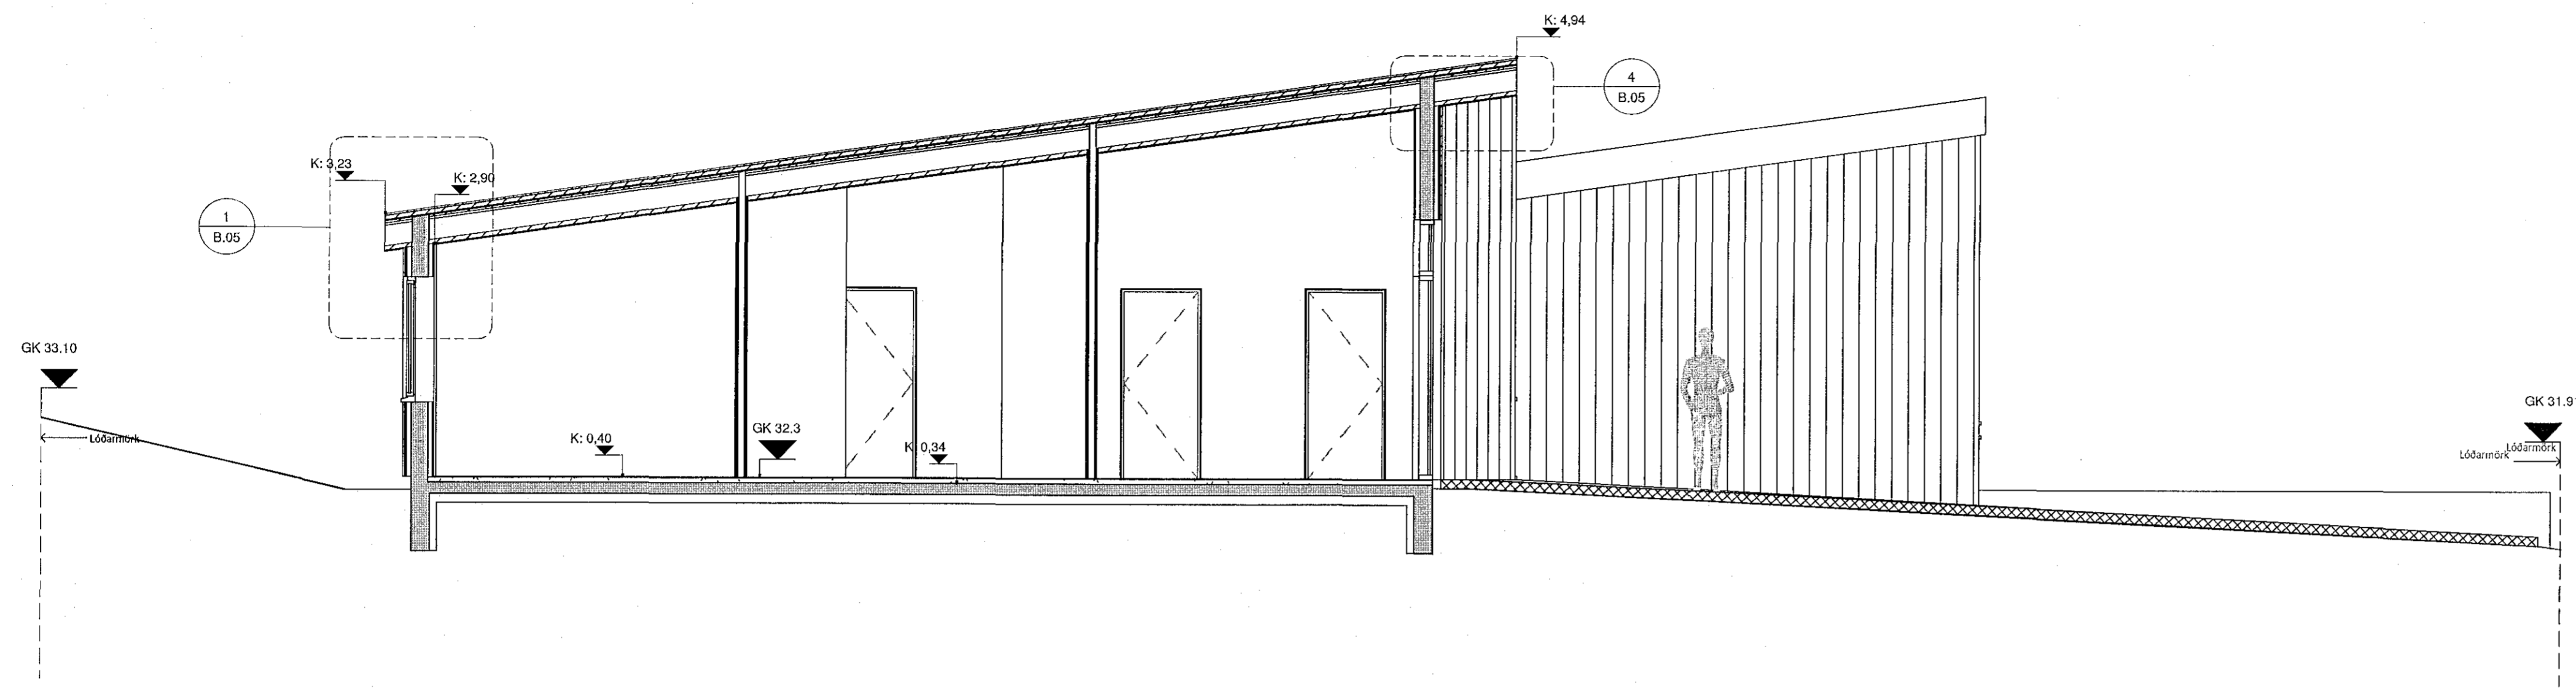 K: 4,94
4
B.05
K: 3,23
K: 2,90
1
B.05
GK 33.10
Lóðarmörk
K: 0,40
GK 32.3
K: 0,34
GK 31.9
Lóðarmörk
Lóðarmörk